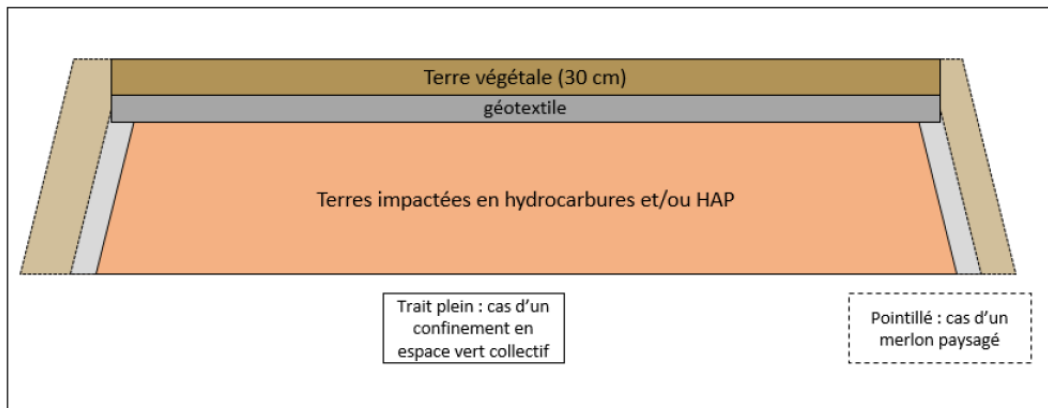 Terre végétale (30 cm)
géotextile
Terres impactées en hydrocarbures et/ou HAP
Trait plein : cas d'un
confinement en
espace vert collectif
Pointillé : cas d'un
merlon paysagé